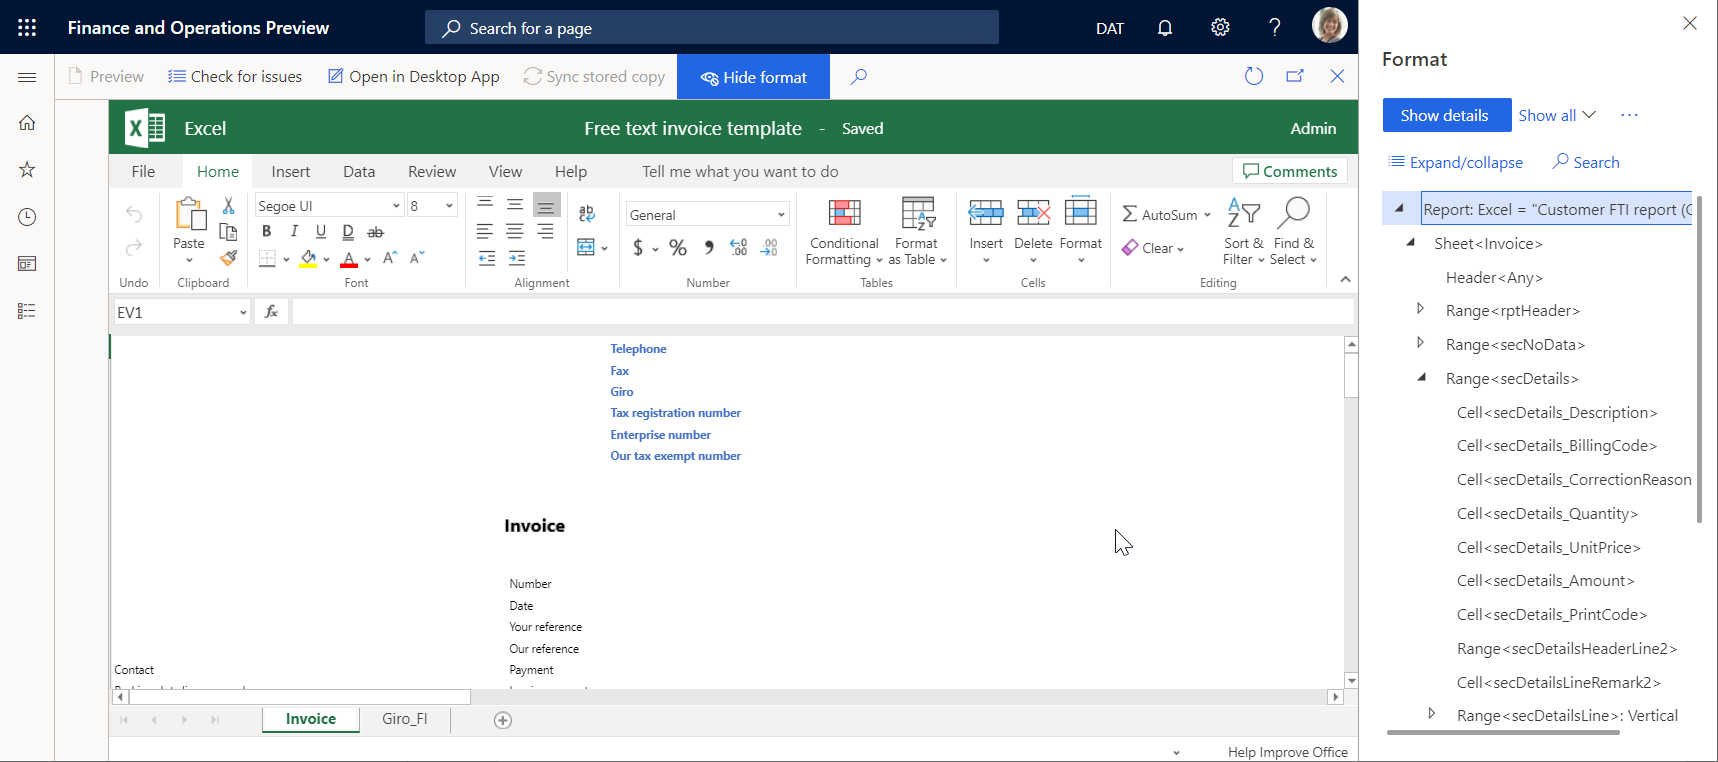 Finance and Operations Preview
Search for a page
DAT
?
Preview
Check for issues
Open in Desktop App
Sync stored copy
Hide format
Excel
Free text invoice template - Saved
Admin
File Home Insert Data Review View Help Tell me what you want to do
Comments
Paste
Segoe UI
8
B I U D ab
A A A
ab
General
$ % ,
Conditional Formatting
Format as Table
Insert Delete Format
AutoSum
Clear
Sort & Filter
Find & Select
Undo Clipboard Font Alignment Number Tables Cells Editing
EV1
fx
Telephone
Fax
Giro
Tax registration number
Enterprise number
Our tax exempt number
Invoice
Number
Date
Your reference
Our reference
Contact
Payment
Invoice Giro_FI
Help Improve Office
Format
Show details Show all ...
Expand/collapse Search
Report: Excel = "Customer FTI report (
Sheet<Invoice>
Header<Any>
Range<rptHeader>
Range<secNoData>
Range<secDetails>
Cell<secDetails_Description>
Cell<secDetails_BillingCode>
Cell<secDetails_CorrectionReason
Cell<secDetails_Quantity>
Cell<secDetails_UnitPrice>
Cell<secDetails_Amount>
Cell<secDetails_PrintCode>
Range<secDetailsHeaderLine2>
Cell<secDetailsLineRemark2>
Range<secDetailsLine>: Vertical